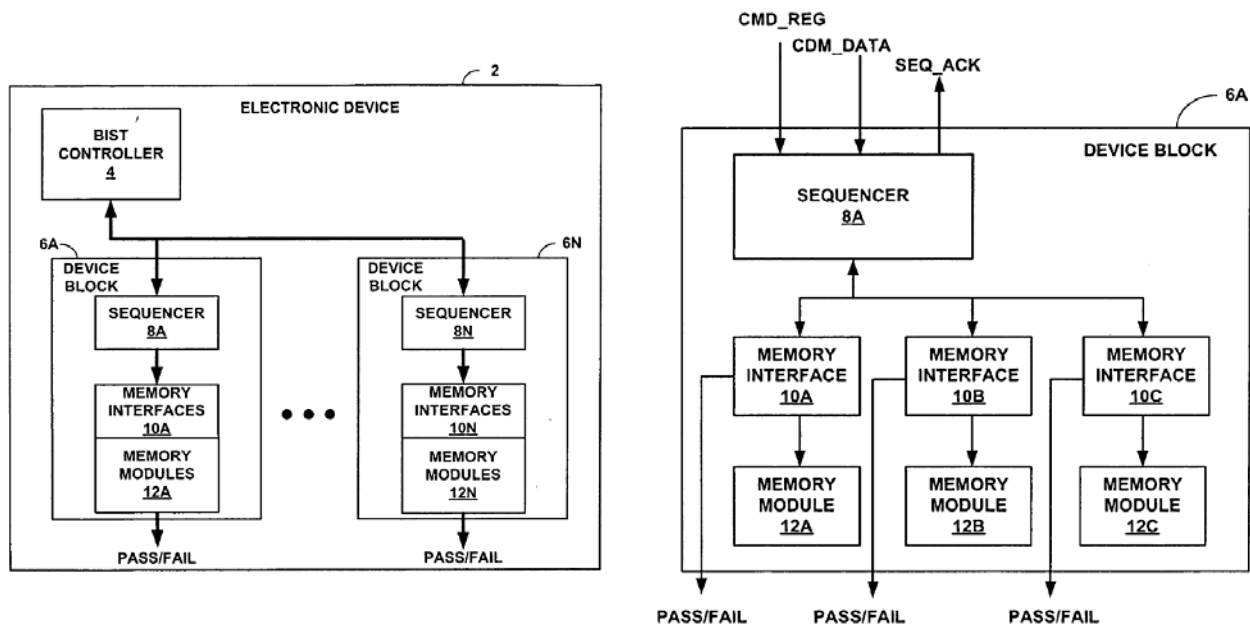 2
ELECTRONIC DEVICE
BIST
CONTROLLER
4
6A
DEVICE
BLOCK
SEQUENCER
8A
MEMORY
INTERFACES
10A
MEMORY
MODULES
12A
PASS/FAIL
6N
DEVICE
BLOCK
SEQUENCER
8N
MEMORY
INTERFACES
10N
MEMORY
MODULES
12N
PASS/FAIL
CMD_REG
CDM_DATA
SEQ_ACK
6A
DEVICE BLOCK
SEQUENCER
8A
MEMORY
INTERFACE
10A
MEMORY
INTERFACE
10B
MEMORY
INTERFACE
10C
MEMORY
MODULE
12A
MEMORY
MODULE
12B
MEMORY
MODULE
12C
PASS/FAIL
PASS/FAIL
PASS/FAIL